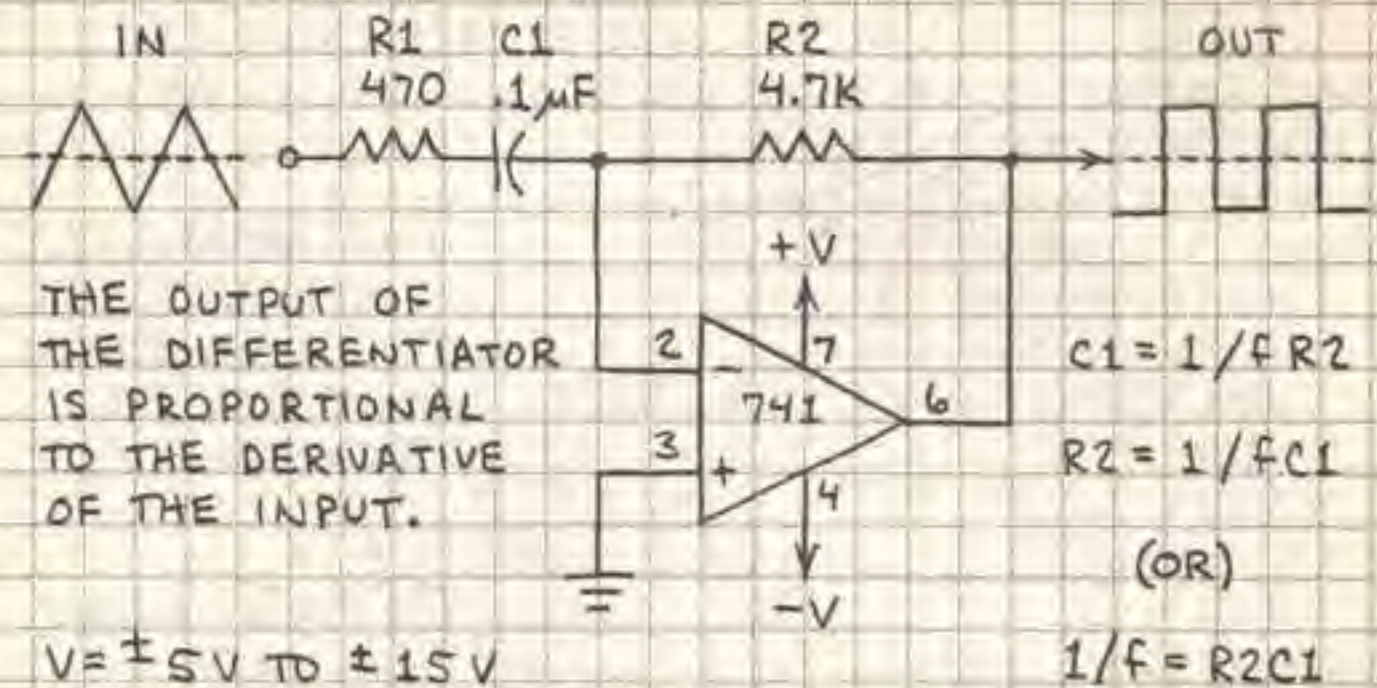 IN
R1
470
C1
.1μF
R2
4.7K
OUT
THE OUTPUT OF
THE DIFFERENTIATOR
IS PROPORTIONAL
TO THE DERIVATIVE
OF THE INPUT.
V = ±5V TO ±15V
+V
2
-
7
741
6
3
+
4
-V
C1 = 1/fR2
R2 = 1/fC1
(OR)
1/f = R2C1